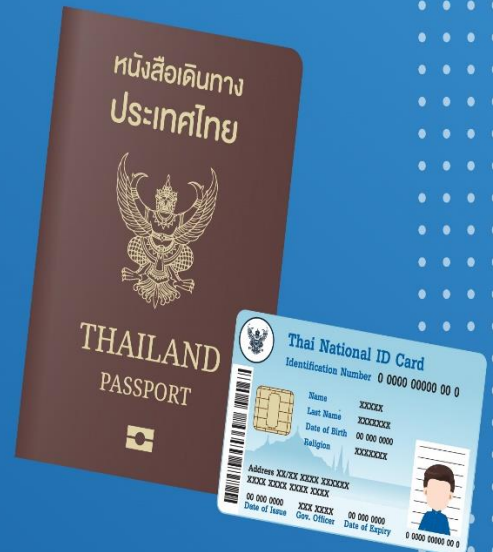 หนังสือเดินทาง
ประเทศไทย
THAILAND
PASSPORT
Thai National ID Card
Identification Number 0 0000 00000 00 0
Name XXXXX
Last Name XXXXXXX
Date of Birth 00 000 0000
Religion XXXXXXX
Address XX/XX XXXX XXXXXX
XXXX XXXX XXXX XXXX
00 000 0000 XXX XXXX 00 000 0000
Date of Issue Gov. Officer Date of Expiry
0 0000 00000 00 0